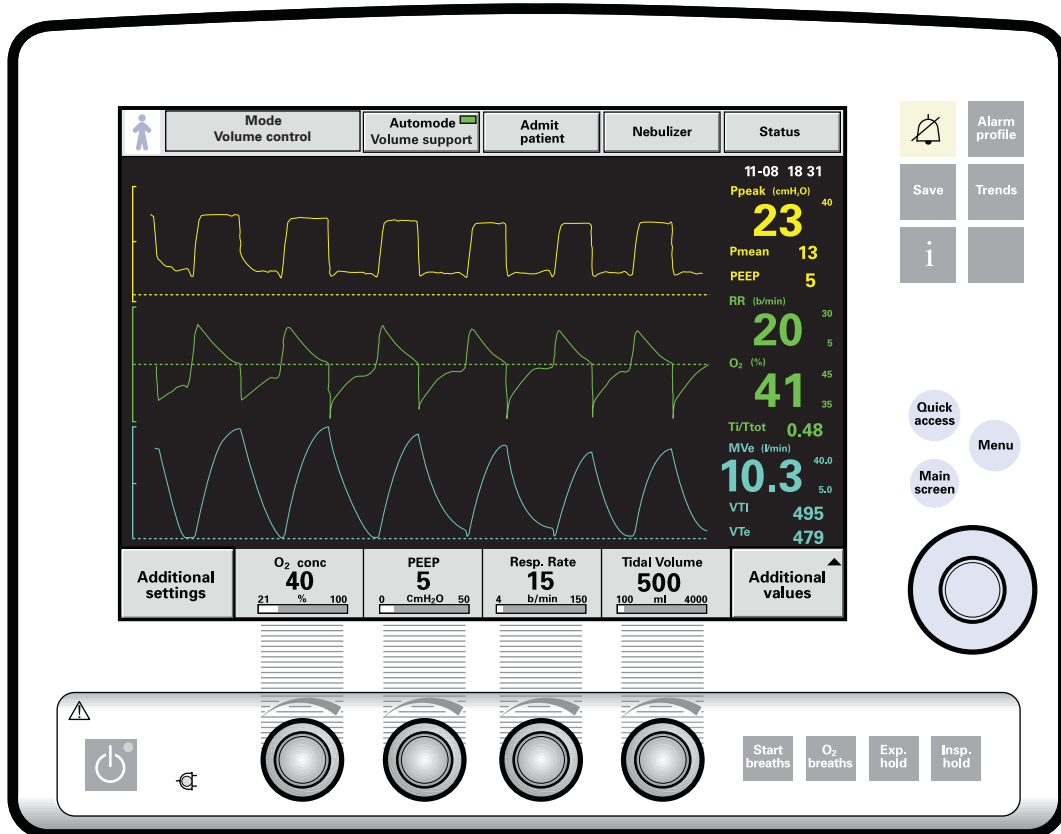 Mode
Volume control
Automode
Volume support
Admit
patient
Nebulizer
Status
Alarm
profile
Save
Trends
i
11-08 18 31
Ppeak (cmH,O)
40
23
Pmean 13
PEEP 5
RR (b/min)
30
20
5
O₂ (%)
45
41
35
Ti/Ttot 0.48
MVe (l/min)
40.0
10.3
5.0
VTI 495
VTe 479
Quick
access
Menu
Main
screen
Additional
settings
O₂ conc
40
21 % 100
PEEP
5
0 CmH₂O 50
Resp. Rate
15
4 b/min 150
Tidal Volume
500
100 ml 4000
Additional
values
Start
breaths
O₂
breaths
Exp.
hold
Insp.
hold